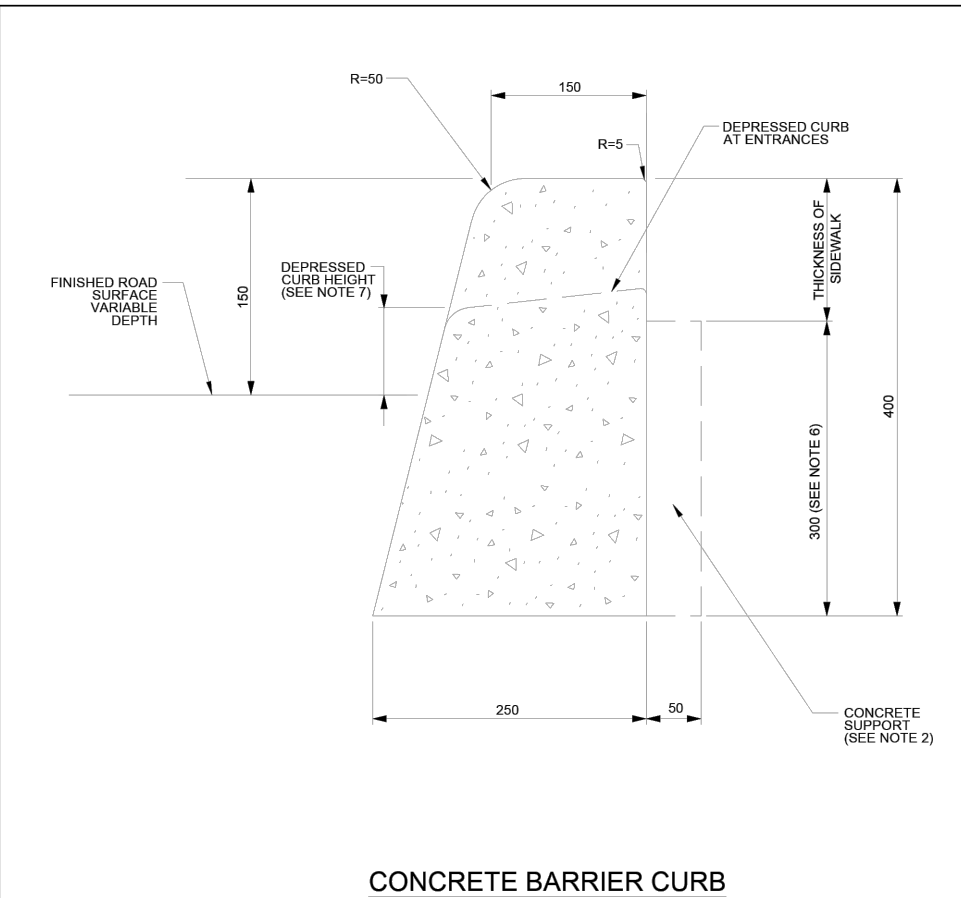 R=50
150
R=5
DEPRESSED CURB
AT ENTRANCES
THICKNESS OF
SIDEWALK
DEPRESSED
CURB HEIGHT
(SEE NOTE 7)
FINISHED ROAD
SURFACE
VARIABLE
DEPTH
150
400
300 (SEE NOTE 6)
250
50
CONCRETE
SUPPORT
(SEE NOTE 2)
CONCRETE BARRIER CURB